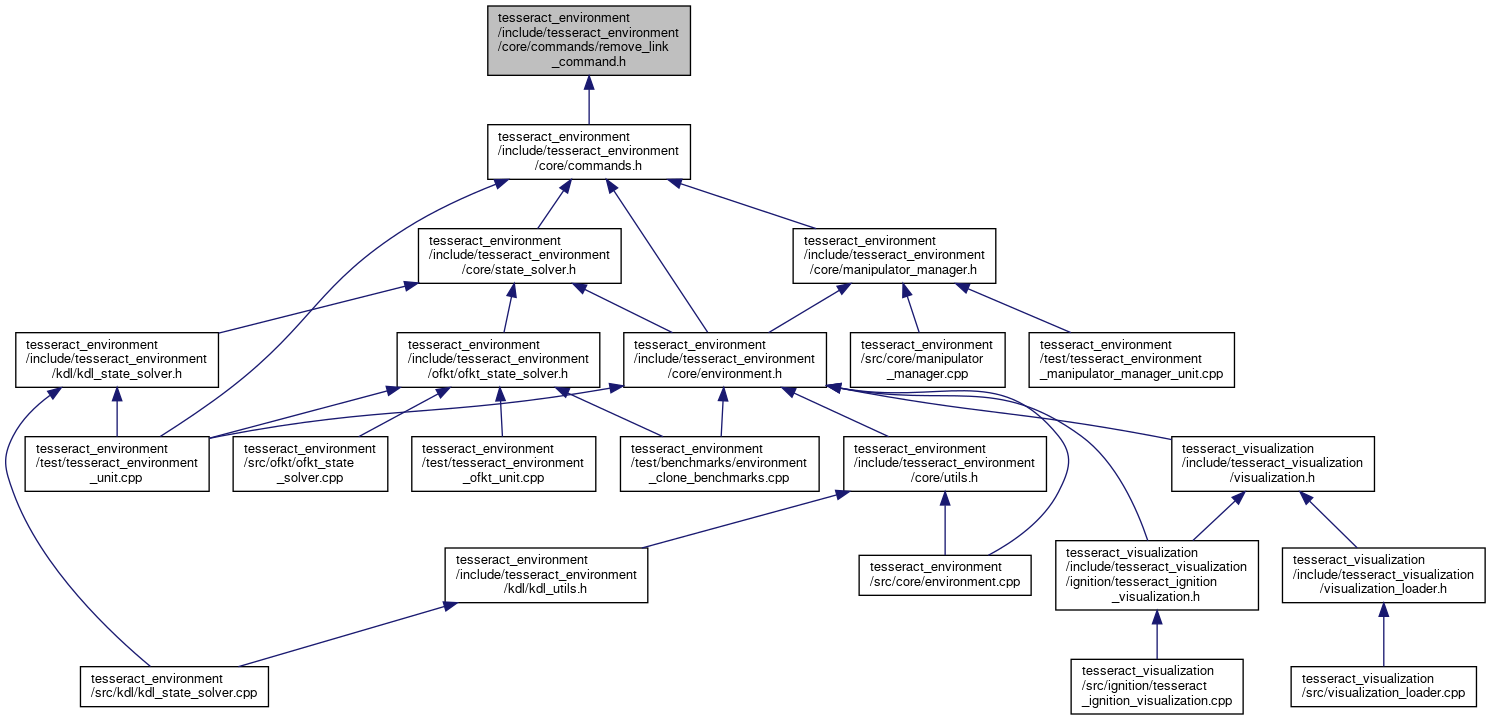 tesseract_environment
/include/tesseract_environment
/core/commands/remove_link
_command.h
tesseract_environment
/include/tesseract_environment
/core/commands.h
tesseract_environment
/include/tesseract_environment
/core/state_solver.h
tesseract_environment
/include/tesseract_environment
/core/manipulator_manager.h
tesseract_environment
/include/tesseract_environment
/kdl/kdl_state_solver.h
tesseract_environment
/include/tesseract_environment
/ofkt/ofkt_state_solver.h
tesseract_environment
/include/tesseract_environment
/core/environment.h
tesseract_environment
/src/core/manipulator
_manager.cpp
tesseract_environment
/test/tesseract_environment
_manipulator_manager_unit.cpp
tesseract_environment
/test/tesseract_environment
_unit.cpp
tesseract_environment
/src/ofkt/ofkt_state
_solver.cpp
tesseract_environment
/test/tesseract_environment
_ofkt_unit.cpp
tesseract_environment
/test/benchmarks/environment
_clone_benchmarks.cpp
tesseract_environment
/include/tesseract_environment
/core/utils.h
tesseract_visualization
/include/tesseract_visualization
/visualization.h
tesseract_environment
/include/tesseract_environment
/kdl/kdl_utils.h
tesseract_environment
/src/core/environment.cpp
tesseract_visualization
/include/tesseract_visualization
/ignition/tesseract_ignition
_visualization.h
tesseract_visualization
/include/tesseract_visualization
/visualization_loader.h
tesseract_environment
/src/kdl/kdl_state_solver.cpp
tesseract_visualization
/src/ignition/tesseract
_ignition_visualization.cpp
tesseract_visualization
/src/visualization_loader.cpp